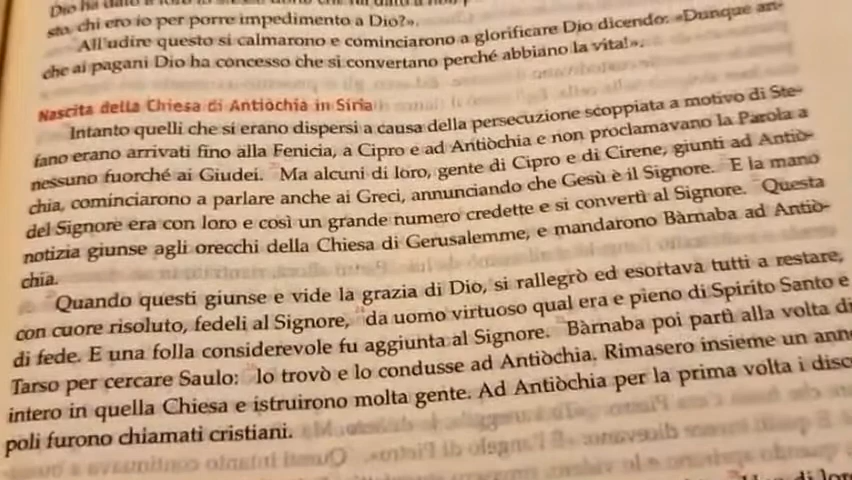 Dio ha dato a loro lo
sto, chi ero io per porre impedimento a Dio?».
All'udire questo si calmarono e cominciarono a glorificare Dio dicendo: «Dunque an-
che ai pagani Dio ha concesso che si convertano perché abbiano la vita!».
Nascita della Chiesa di Antiòchia in Siria
Intanto quelli che si erano dispersi a causa della persecuzione scoppiata a motivo di Ste-
fano erano arrivati fino alla Fenicia, a Cipro e ad Antiòchia e non proclamavano la Parola a
nessuno fuorché ai Giudei. Ma alcuni di loro, gente di Cipro e di Cirene, giunti ad Antiò-
chia, cominciarono a parlare anche ai Greci, annunciando che Gesù è il Signore. E la mano
del Signore era con loro e così un grande numero credette e si convertì al Signore. Questa
notizia giunse agli orecchi della Chiesa di Gerusalemme, e mandarono Bàrnaba ad Antiò-
chia.
Quando questi giunse e vide la grazia di Dio, si rallegrò ed esortava tutti a restare,
con cuore risoluto, fedeli al Signore, da uomo virtuoso qual era e pieno di Spirito Santo e
di fede. E una folla considerevole fu aggiunta al Signore. Bàrnaba poi partì alla volta di
Tarso per cercare Saulo: lo trovò e lo condusse ad Antiòchia. Rimasero insieme un anno
intero in quella Chiesa e istruirono molta gente. Ad Antiòchia per la prima volta i disce
poli furono chiamati cristiani.
di loro